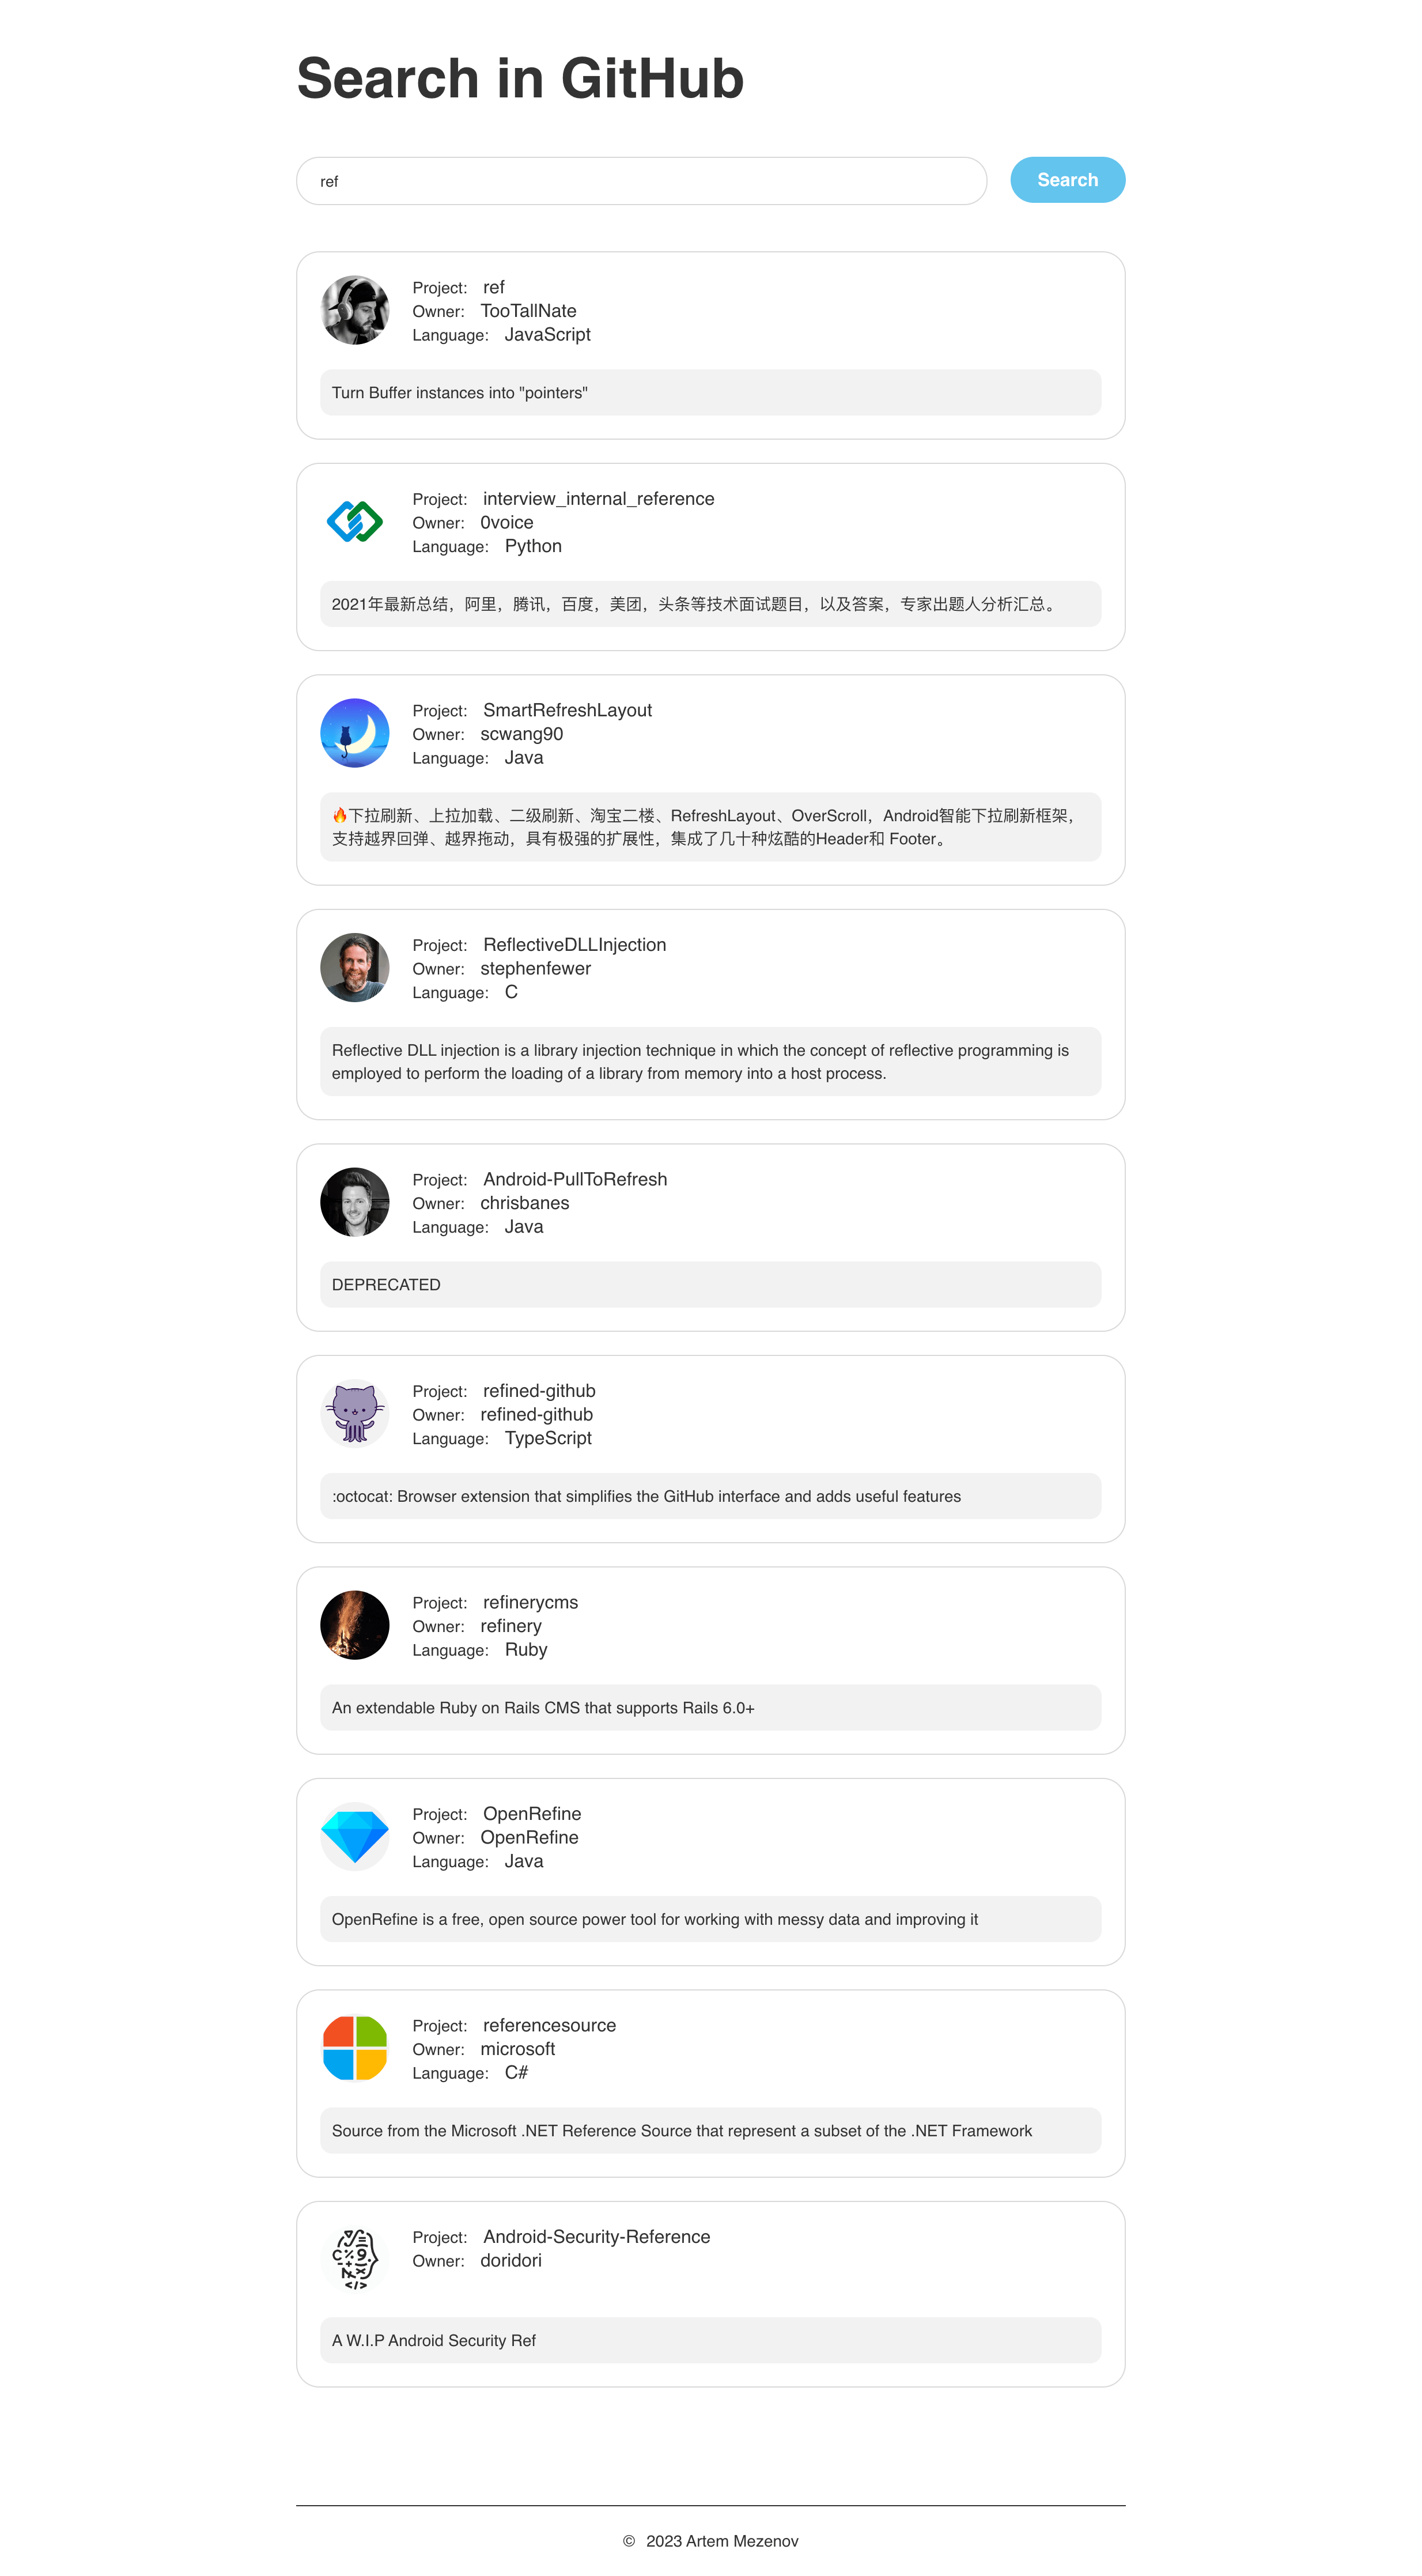 Search in GitHub
ref
Search
Project: ref
Owner: TooTallNate
Language: JavaScript
Turn Buffer instances into "pointers"
Project: interview_internal_reference
Owner: 0voice
Language: Python
2021年最新总结，阿里，腾讯，百度，美团，头条等技术面试题目，以及答案，专家出题人分析汇总。
Project: SmartRefreshLayout
Owner: scwang90
Language: Java
🔥下拉刷新、上拉加载、二级刷新、淘宝二楼、RefreshLayout、OverScroll，Android智能下拉刷新框架，
支持越界回弹、越界拖动，具有极强的扩展性，集成了几十种炫酷的Header和 Footer。
Project: ReflectiveDLLInjection
Owner: stephenfewer
Language: C
Reflective DLL injection is a library injection technique in which the concept of reflective programming is
employed to perform the loading of a library from memory into a host process.
Project: Android-PullToRefresh
Owner: chrisbanes
Language: Java
DEPRECATED
Project: refined-github
Owner: refined-github
Language: TypeScript
:octocat: Browser extension that simplifies the GitHub interface and adds useful features
Project: refinerycms
Owner: refinery
Language: Ruby
An extendable Ruby on Rails CMS that supports Rails 6.0+
Project: OpenRefine
Owner: OpenRefine
Language: Java
OpenRefine is a free, open source power tool for working with messy data and improving it
Project: referencesource
Owner: microsoft
Language: C#
Source from the Microsoft .NET Reference Source that represent a subset of the .NET Framework
Project: Android-Security-Reference
Owner: doridori
A W.I.P Android Security Ref
© 2023 Artem Mezenov